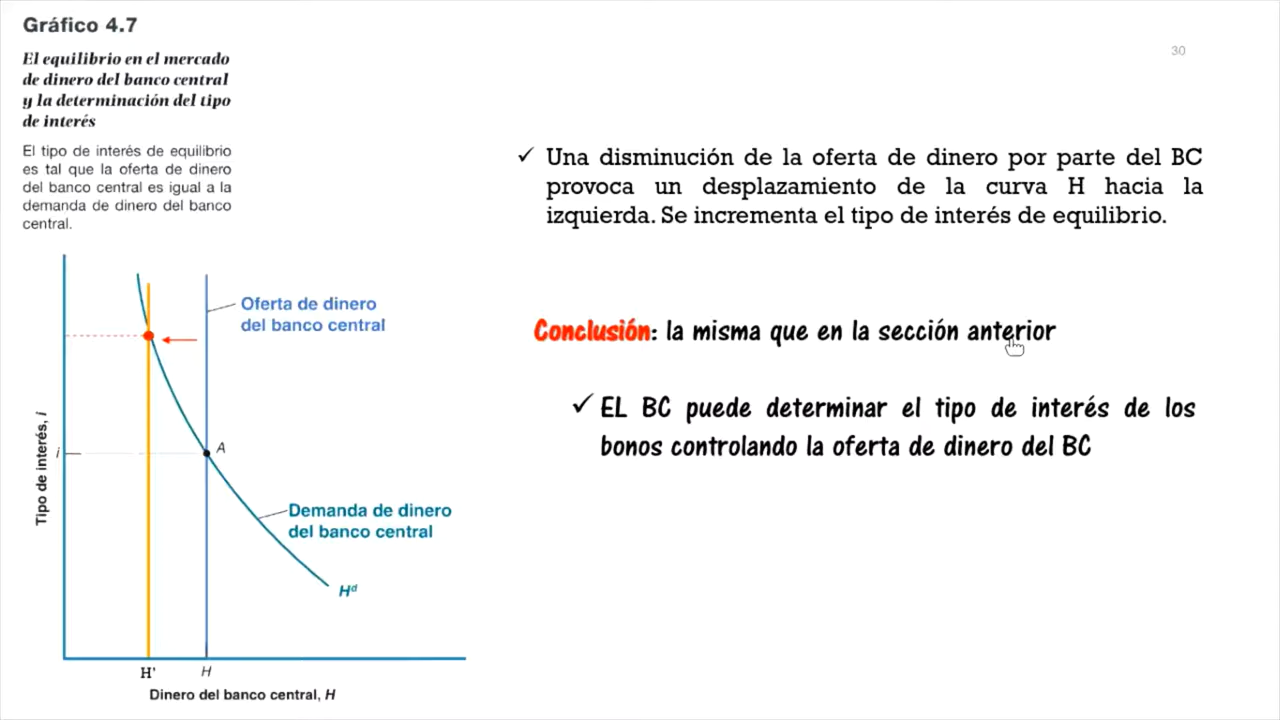 Gráfico 4.7
El equilibrio en el mercado
de dinero del banco central
y la determinación del tipo
de interés
El tipo de interés de equilibrio
es tal que la oferta de dinero
del banco central es igual a la
demanda de dinero del banco
central.
30
✓ Una disminución de la oferta de dinero por parte del BC
provoca un desplazamiento de la curva H hacia la
izquierda. Se incrementa el tipo de interés de equilibrio.
Conclusión: la misma que en la sección anterior
✓ EL BC puede determinar el tipo de interés de los
bonos controlando la oferta de dinero del BC
Oferta de dinero
del banco central
A
i
Tipo de interés, i
Demanda de dinero
del banco central
Hᵈ
H'
H
Dinero del banco central, H